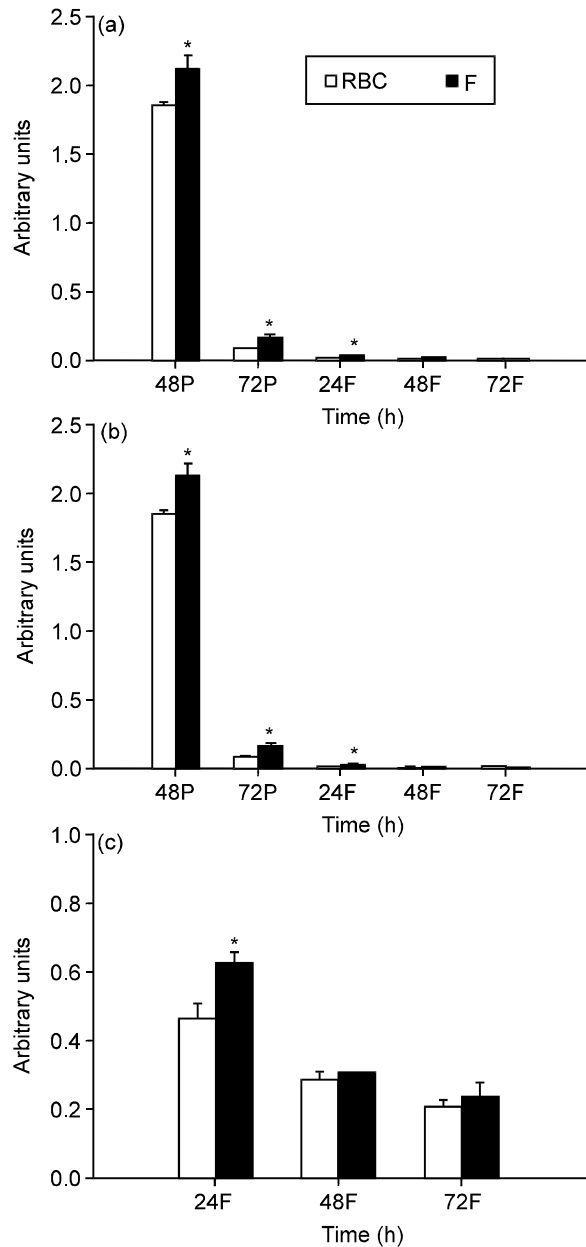 (a)
2.5
2.0
1.5
1.0
0.5
0.0
Arbitrary units
RBC F
*
*
*
48P 72P 24F 48F 72F
Time (h)
(b)
2.5
2.0
1.5
1.0
0.5
0.0
Arbitrary units
*
*
*
48P 72P 24F 48F 72F
Time (h)
(c)
1.0
0.8
0.6
0.4
0.2
0.0
Arbitrary units
*
24F 48F 72F
Time (h)